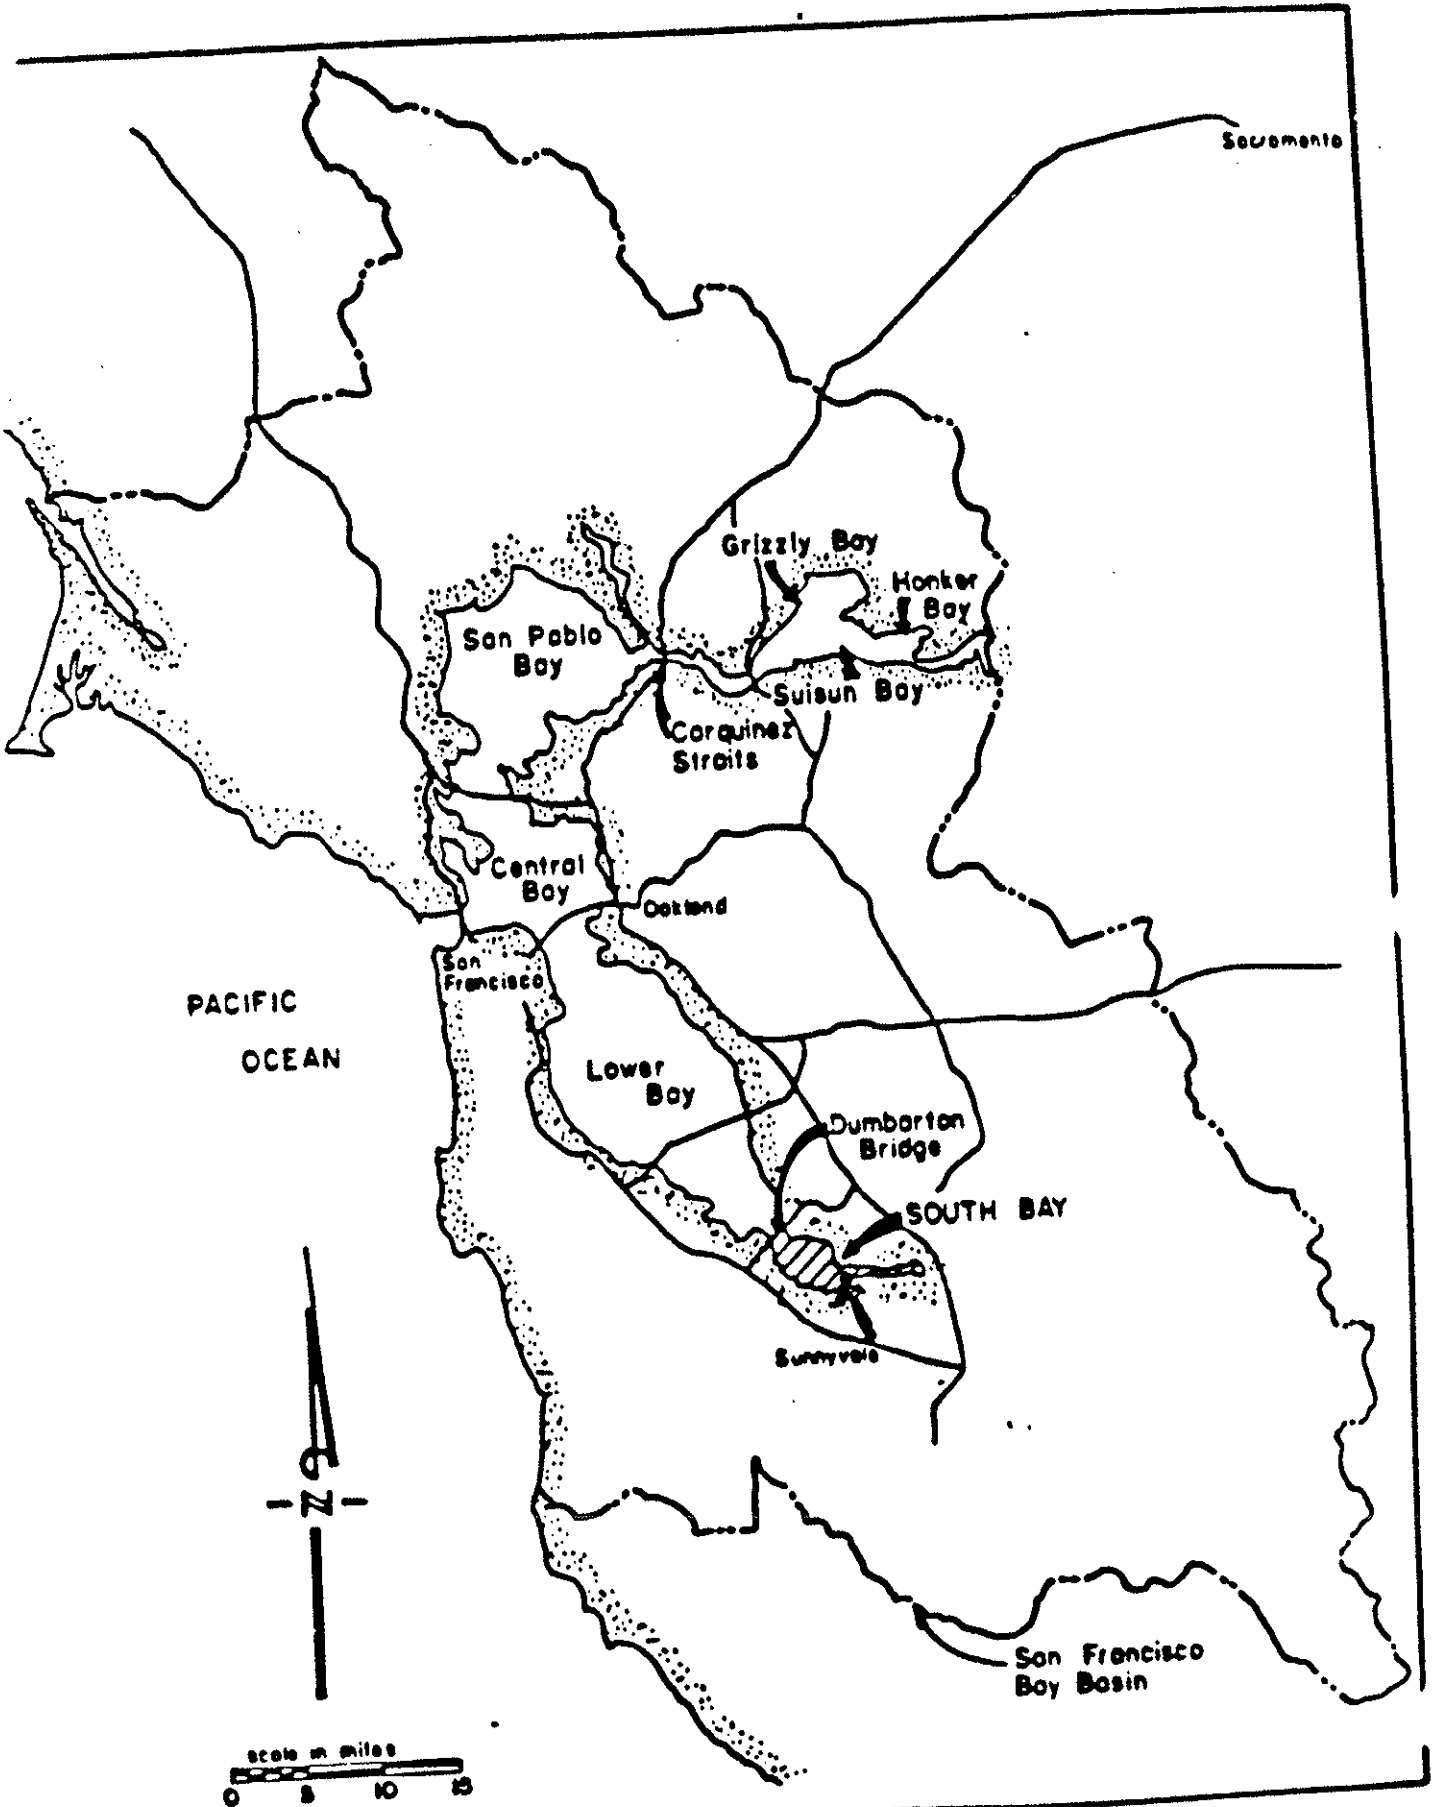 Sacramento
Grizzly Bay
Honker
Bay
San Pablo
Bay
Suisun Bay
Carquinez
Straits
Central
Bay
Oakland
San
Francisco
PACIFIC
OCEAN
Lower
Bay
Dumbarton
Bridge
SOUTH BAY
Sunnyvale
N
San Francisco
Bay Basin
scale in miles
0 5 10 15